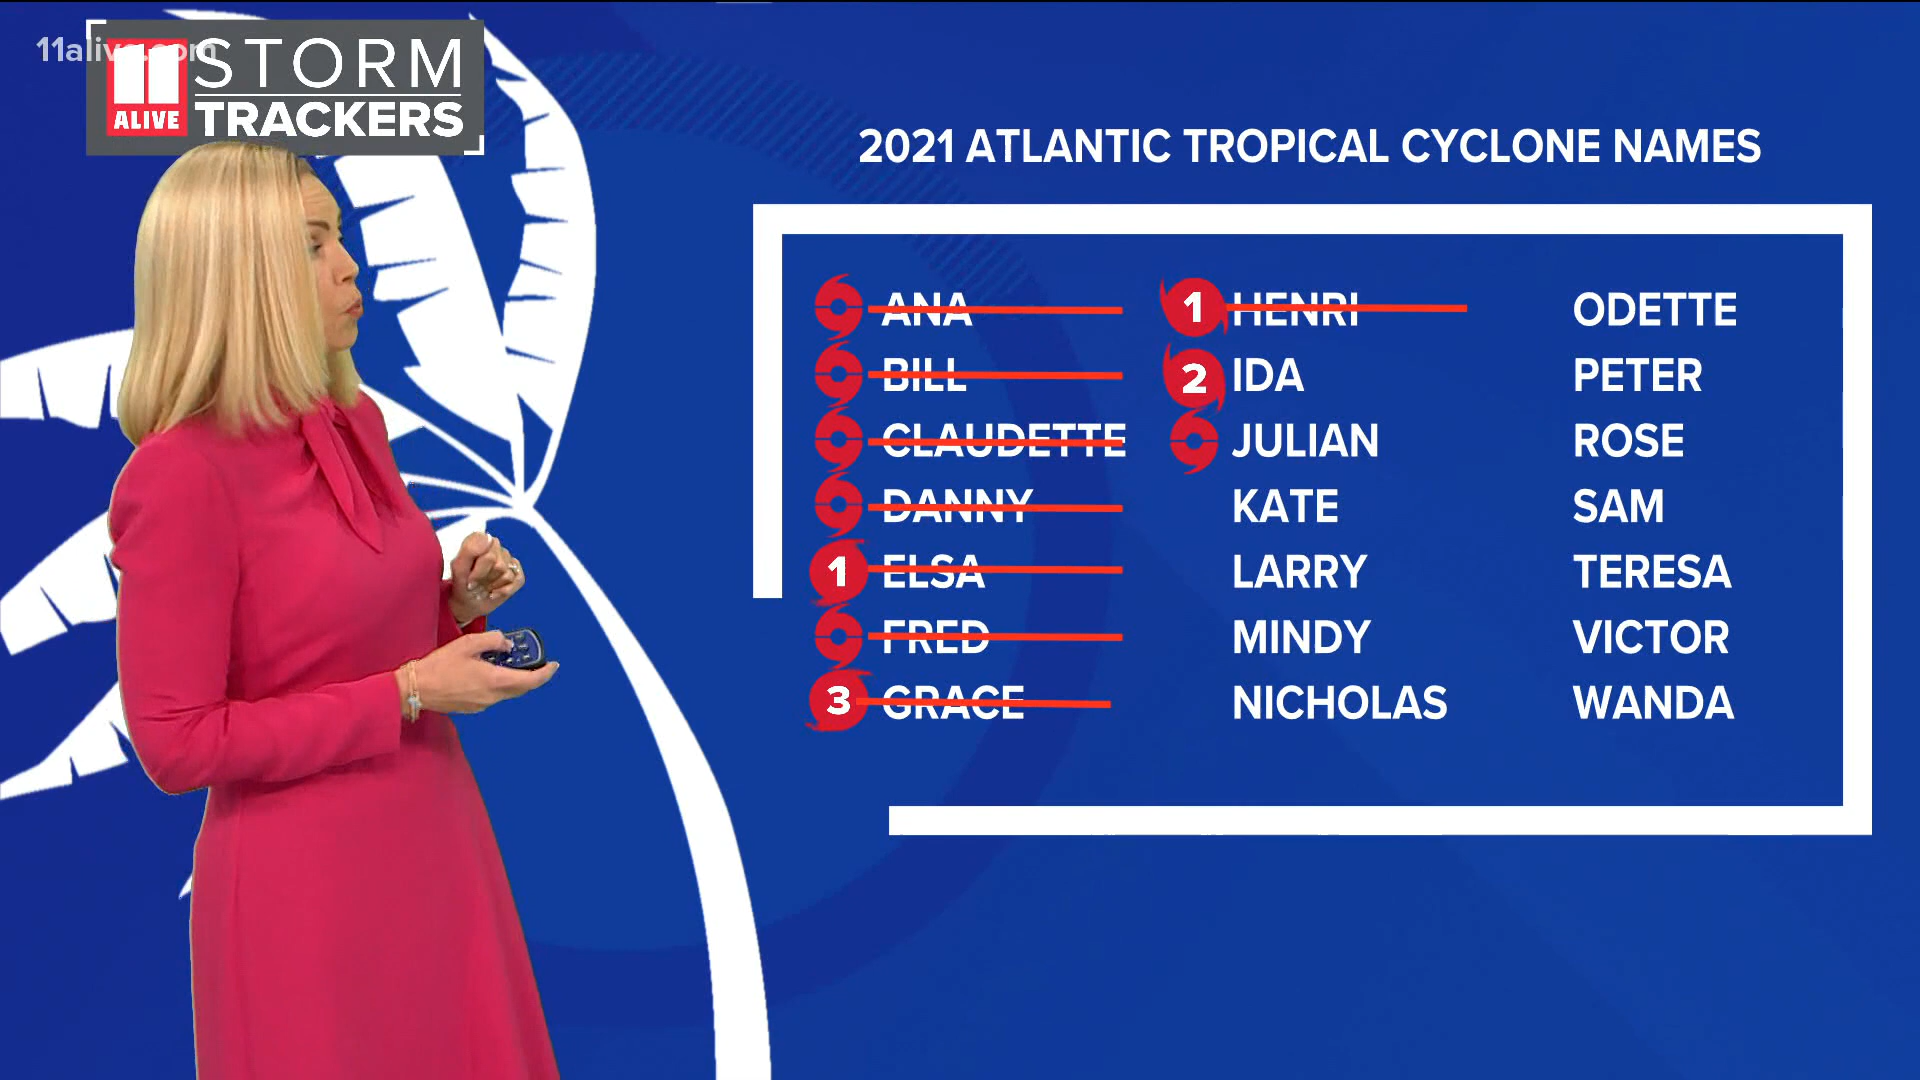 11alive.com
11 ALIVE
STORM
TRACKERS
2021 ATLANTIC TROPICAL CYCLONE NAMES
ANA
BILL
CLAUDETTE
DANNY
1 ELSA
FRED
3 GRACE
1 HENRI
2 IDA
JULIAN
KATE
LARRY
MINDY
NICHOLAS
ODETTE
PETER
ROSE
SAM
TERESA
VICTOR
WANDA